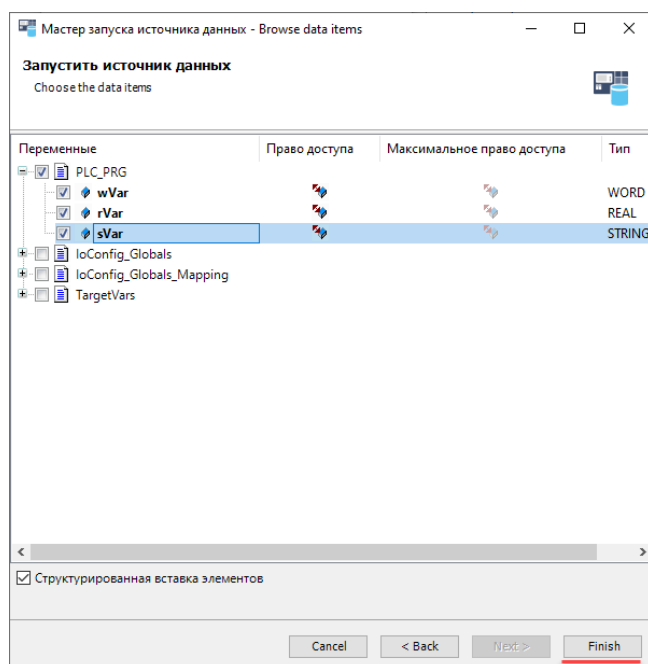 Мастер запуска источника данных - Browse data items
Запустить источник данных
Choose the data items
Переменные Право доступа Максимальное право доступа Тип
PLC_PRG
wVar WORD
rVar REAL
sVar STRING
IoConfig_Globals
IoConfig_Globals_Mapping
TargetVars
Структурированная вставка элементов
Cancel < Back Next > Finish